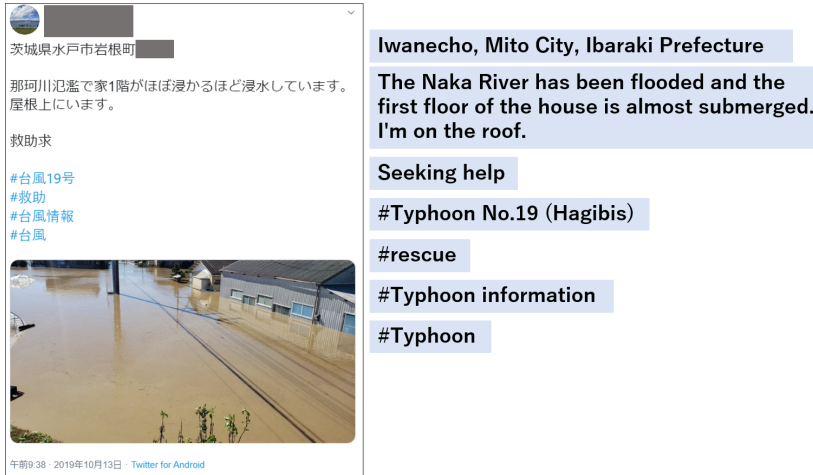 茨城県水戸市岩根町
那珂川氾濫で家1階がほぼ浸かるほど浸水しています。
屋根上にいます。
救助求
#台風19号
#救助
#台風情報
#台風
午前9:38 · 2019年10月13日 · Twitter for Android
Iwanecho, Mito City, Ibaraki Prefecture
The Naka River has been flooded and the
first floor of the house is almost submerged.
I'm on the roof.
Seeking help
#Typhoon No.19 (Hagibis)
#rescue
#Typhoon information
#Typhoon